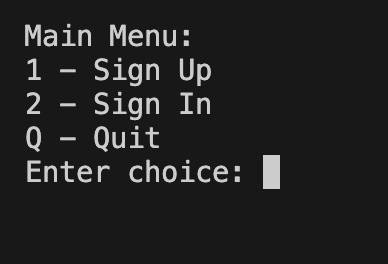 Main Menu:
1 – Sign Up
2 – Sign In
Q – Quit
Enter choice: